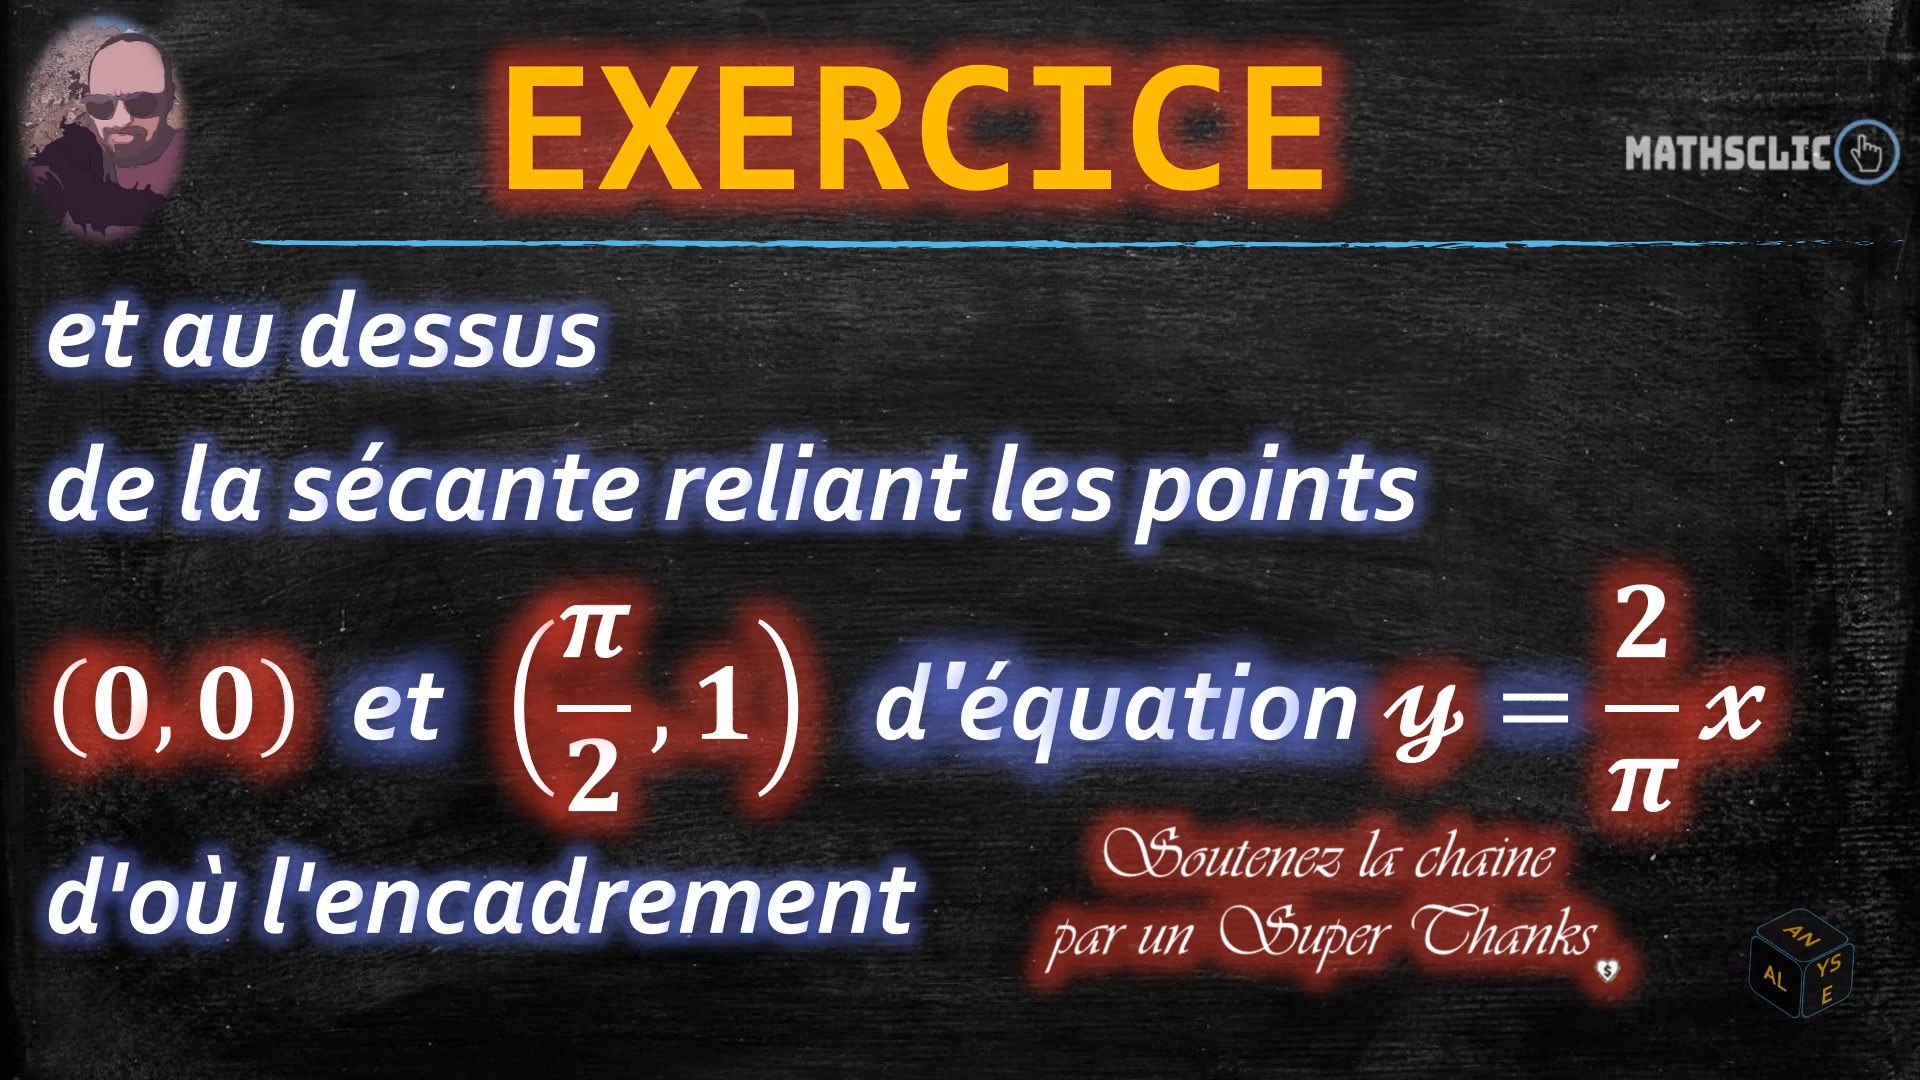 EXERCICE
MATHSCLIC
et au dessus
de la sécante reliant les points
(0, 0) et (π/2, 1) d'équation y = 2/π x
d'où l'encadrement
Soutenez la chaine
par un Super Thanks
AN
AL
YS
E